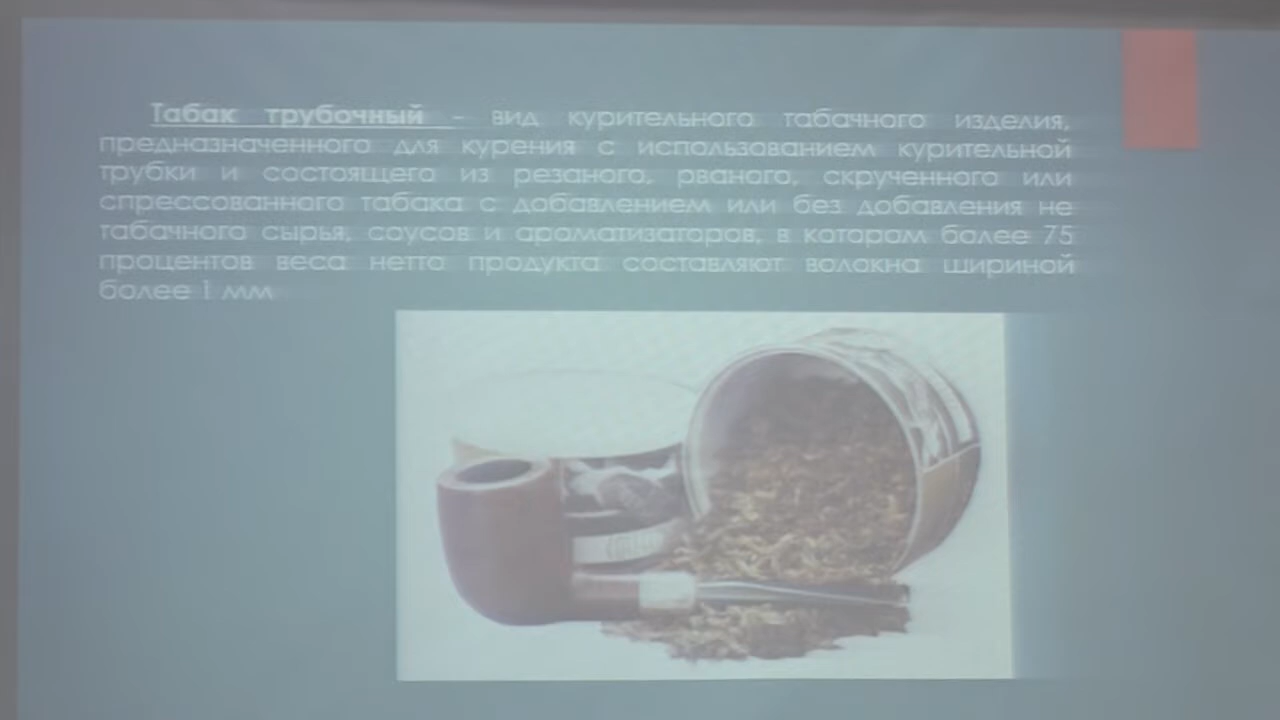 Табак трубочный - вид курительного табачного изделия,
предназначенного для курения с использованием курительной
трубки и состоящего из резаного, рваного, скрученного или
спрессованного табака с добавлением или без добавления не
табачного сырья, соусов и ароматизаторов, в котором более 75
процентов веса нетто продукта составляют волокна шириной
более 1 мм